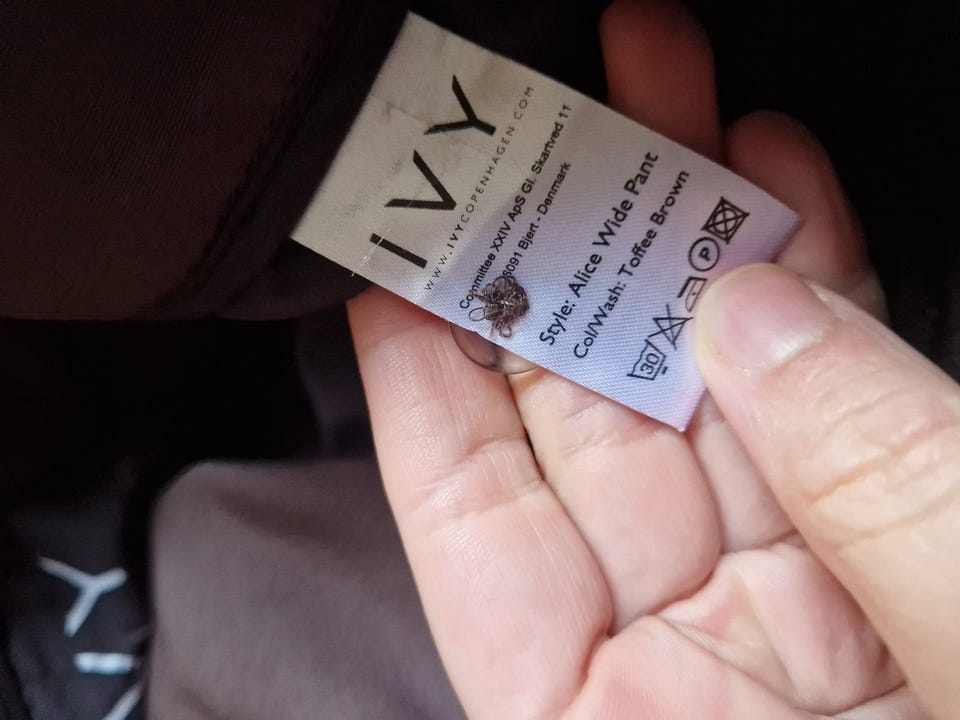 IVY
WWW.IVYCOPENHAGEN.COM
Committee XXIV ApS Gl. Skartved 11
6091 Bjert - Denmark
Style: Alice Wide Pant
Col/Wash: Toffee Brown
30
P